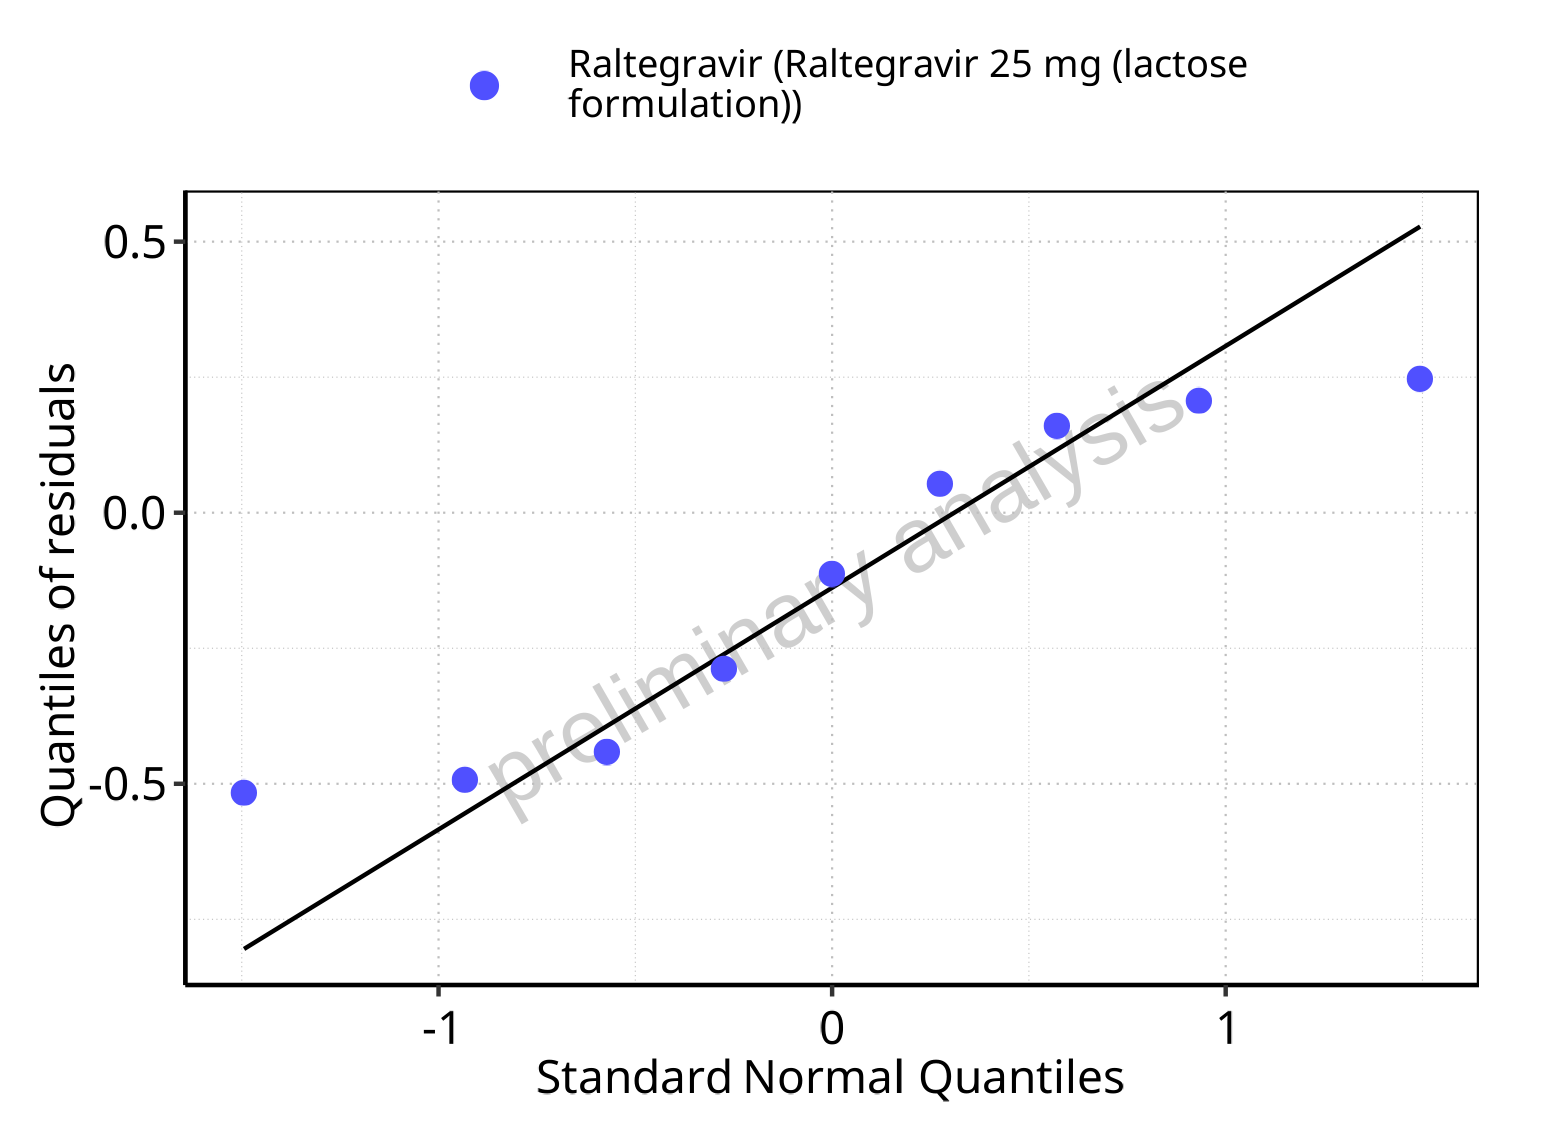 Raltegravir (Raltegravir 25 mg (lactose
formulation))
0.5
0.0
-0.5
Quantiles of residuals
preliminary analysis
-1 0 1
Standard Normal Quantiles